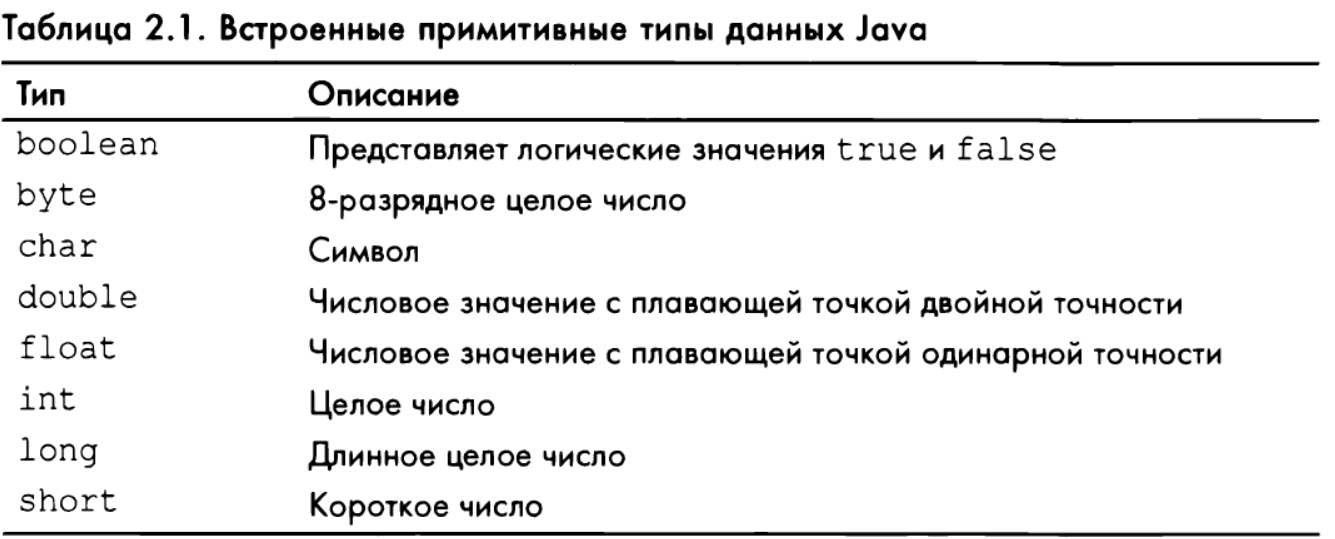 Таблица 2.1. Встроенные примитивные типы данных Java
Тип Описание
boolean Представляет логические значения true и false
byte 8-разрядное целое число
char Символ
double Числовое значение с плавающей точкой двойной точности
float Числовое значение с плавающей точкой одинарной точности
int Целое число
long Длинное целое число
short Короткое число